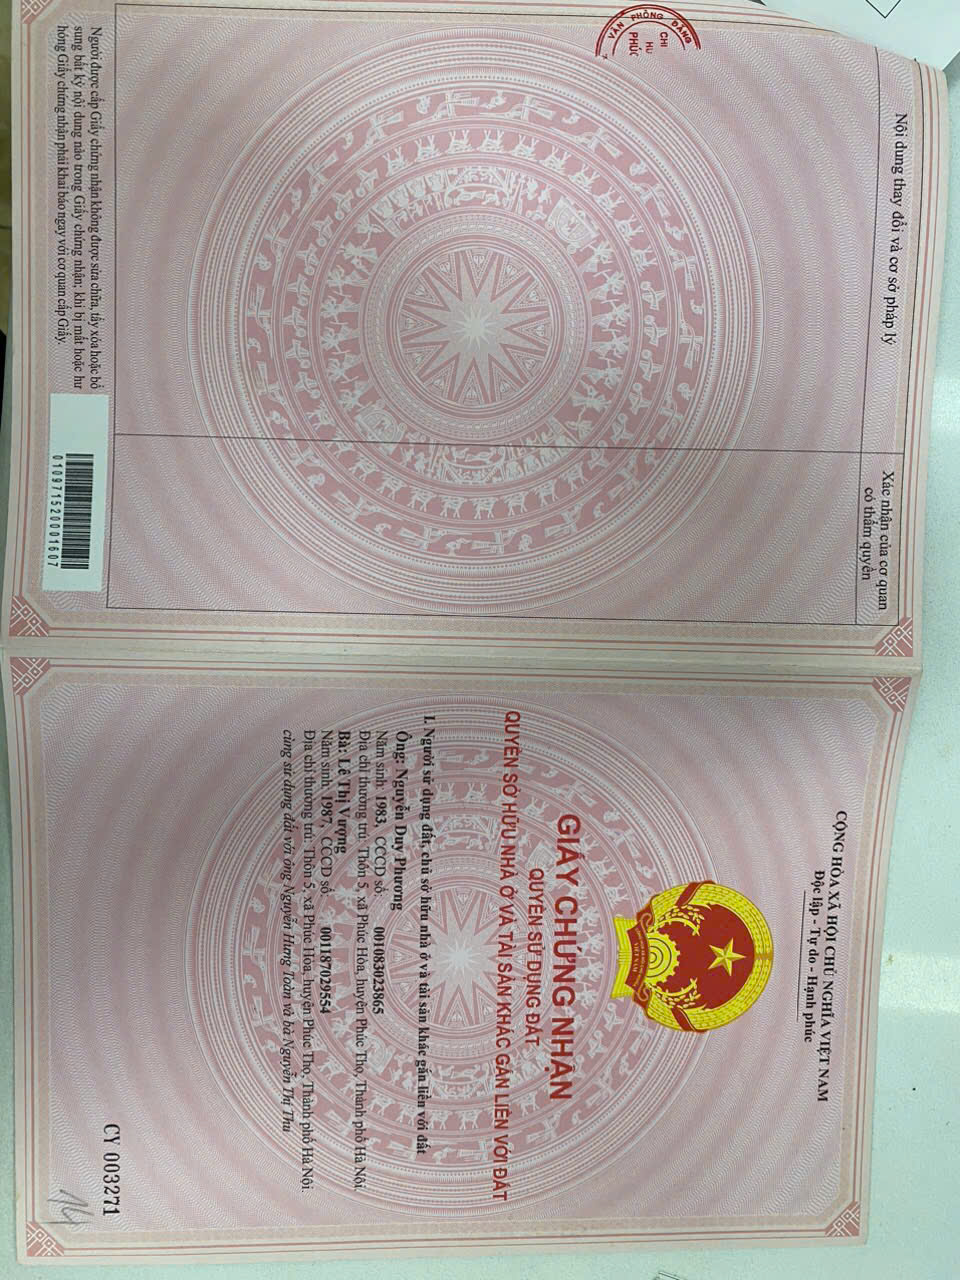 CỘNG HÒA XÃ HỘI CHỦ NGHĨA VIỆT NAM
Độc lập - Tự do - Hạnh phúc
GIẤY CHỨNG NHẬN
QUYỀN SỬ DỤNG ĐẤT
QUYỀN SỞ HỮU NHÀ Ở VÀ TÀI SẢN KHÁC GẮN LIỀN VỚI ĐẤT
I. Người sử dụng đất, chủ sở hữu nhà ở và tài sản khác gắn liền với đất
Ông: Nguyễn Duy Phương
Năm sinh: 1983, CCCD số: 001083023865
Địa chỉ thường trú: Thôn 5, xã Phúc Hòa, huyện Phúc Thọ, Thành phố Hà Nội.
Bà: Lê Thị Vượng
Năm sinh: 1987, CCCD số: 001187029554
Địa chỉ thường trú: Thôn 5, xã Phúc Hòa, huyện Phúc Thọ, Thành phố Hà Nội.
cùng sử dụng đất với ông Nguyễn Hưng Toàn và bà Nguyễn Thị Thu
CY 003271
Nội dung thay đổi và cơ sở pháp lý
Xác nhận của cơ quan
có thẩm quyền
VĂN PHÒNG ĐĂNG
CHI
HU
PHÚC
Người được cấp Giấy chứng nhận không được sửa chữa, tẩy xóa hoặc bổ
sung bất kỳ nội dung nào trong Giấy chứng nhận; khi bị mất hoặc hư
hỏng Giấy chứng nhận phải khai báo ngay với cơ quan cấp Giấy.
010971520001607